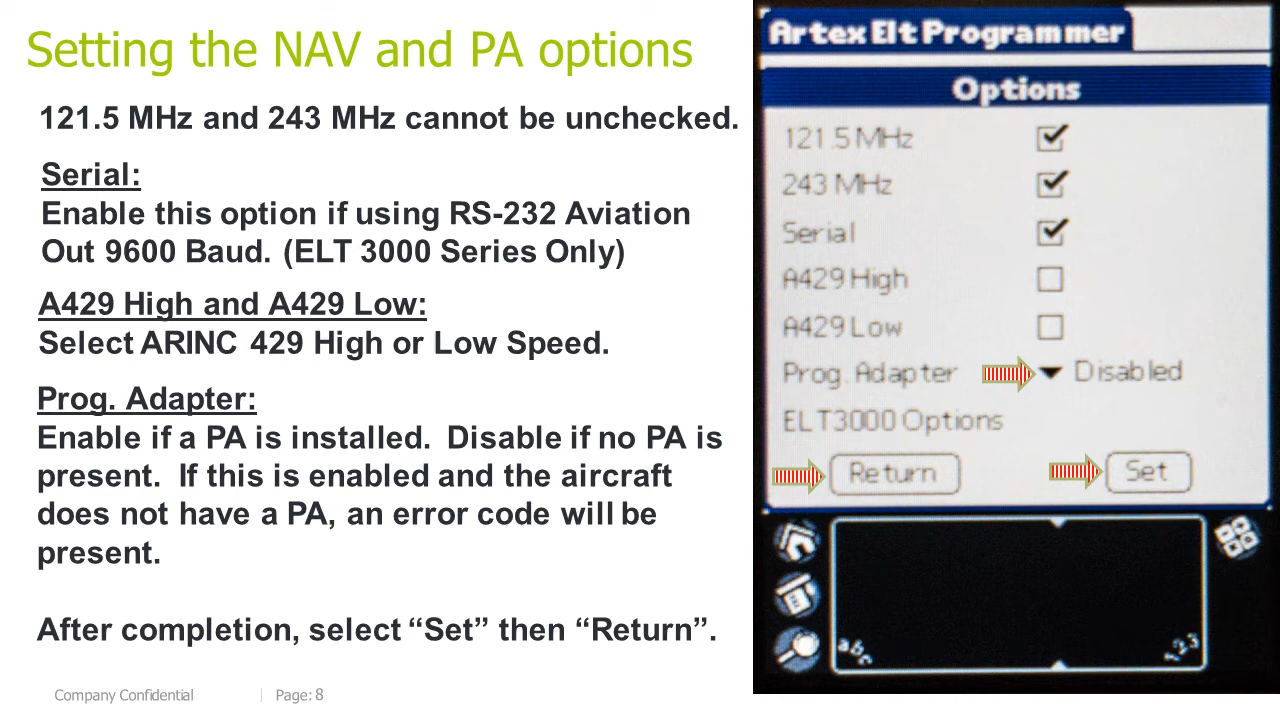 Setting the NAV and PA options
121.5 MHz and 243 MHz cannot be unchecked.
Serial:
Enable this option if using RS-232 Aviation
Out 9600 Baud. (ELT 3000 Series Only)
A429 High and A429 Low:
Select ARINC 429 High or Low Speed.
Prog. Adapter:
Enable if a PA is installed. Disable if no PA is
present. If this is enabled and the aircraft
does not have a PA, an error code will be
present.
After completion, select “Set” then “Return”.
Company Confidential
Page: 8
Artex Elt Programmer
Options
121.5 MHz
243 MHz
Serial
A429 High
A429 Low
Prog. Adapter Disabled
ELT3000 Options
Return Set
abc 123